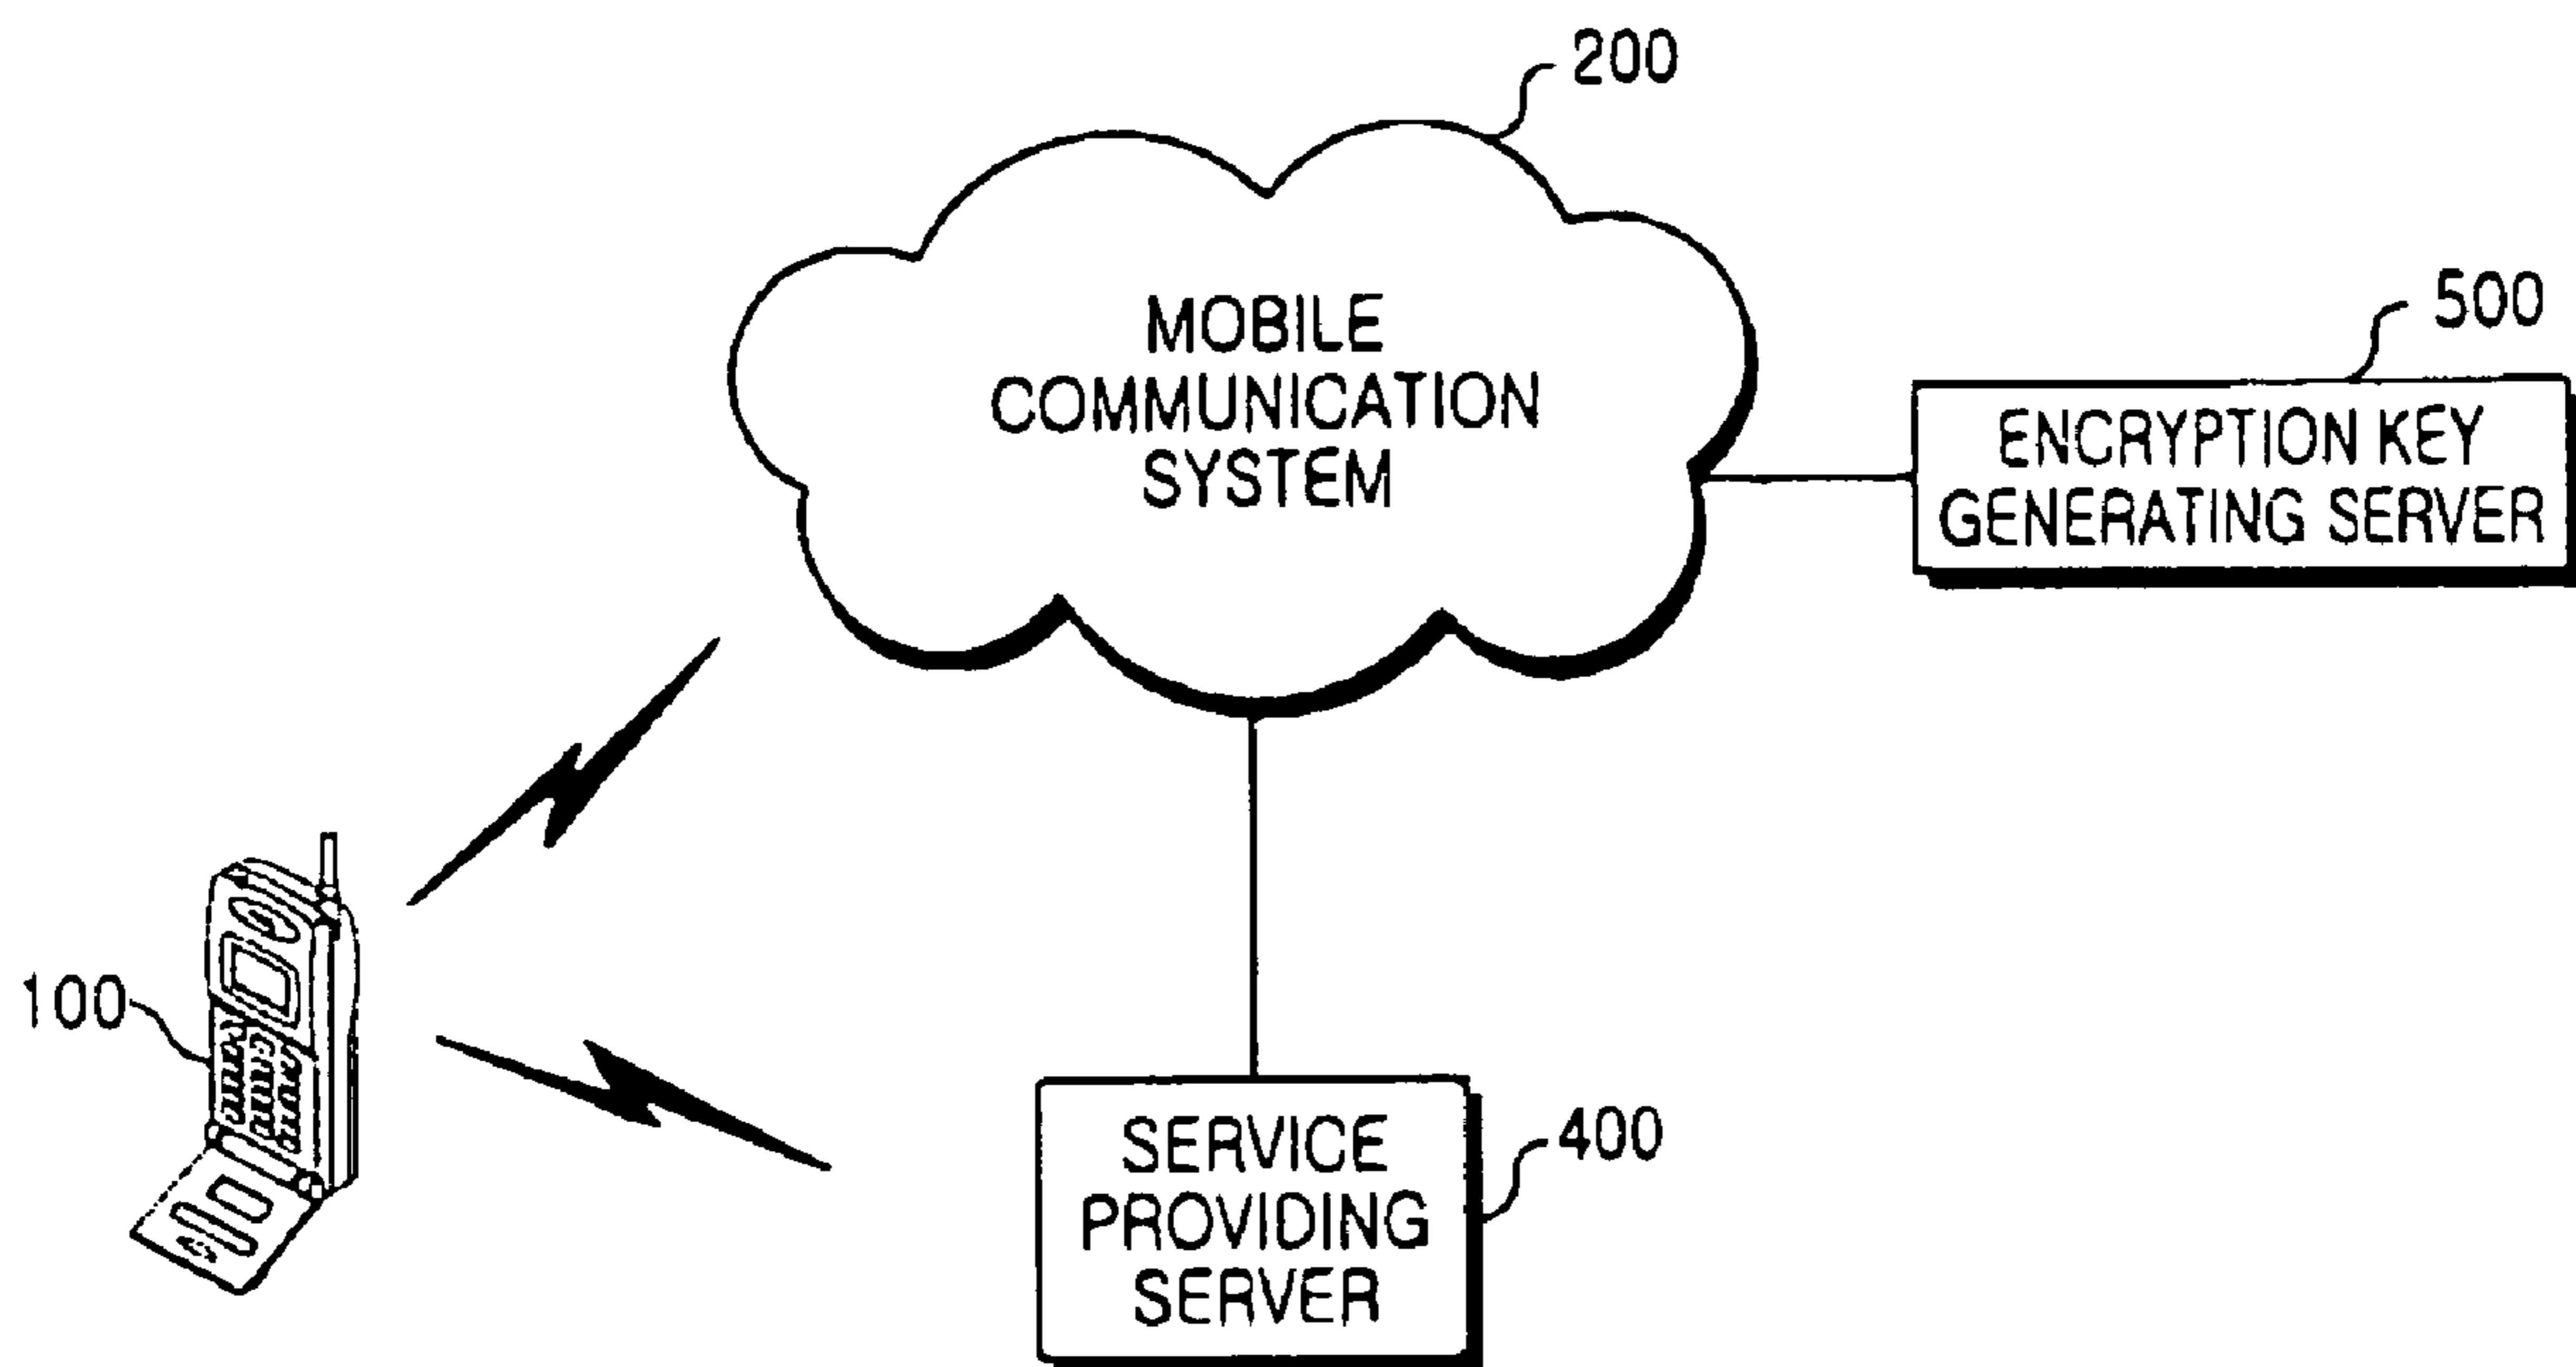 200
MOBILE
COMMUNICATION
SYSTEM
500
ENCRYPTION KEY
GENERATING SERVER
100
SERVICE
PROVIDING
SERVER
400